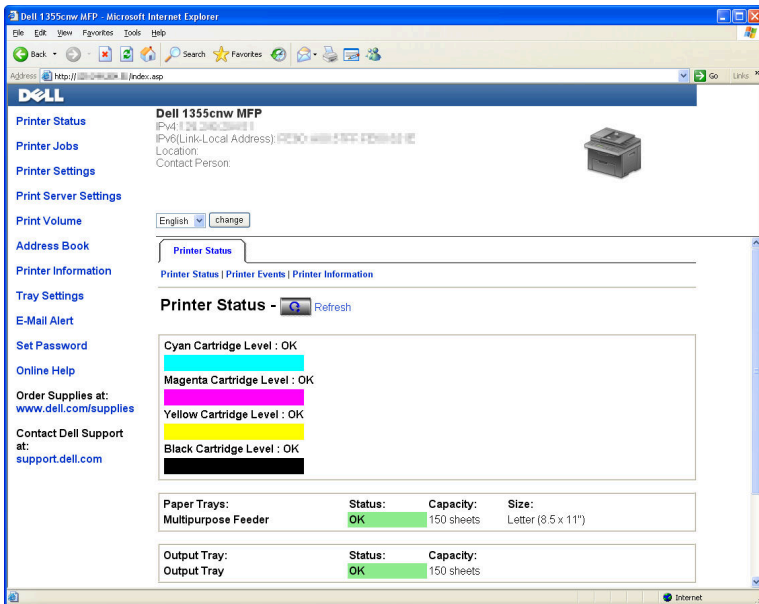 Dell 1355cnw MFP - Microsoft Internet Explorer
File Edit View Favorites Tools Help
Back Search Favorites
Address http:// /index.asp Go Links »
DELL
Printer Status
Printer Jobs
Printer Settings
Print Server Settings
Print Volume
Address Book
Printer Information
Tray Settings
E-Mail Alert
Set Password
Online Help
Order Supplies at:
www.dell.com/supplies
Contact Dell Support
at:
support.dell.com
Dell 1355cnw MFP
IPv4:
IPv6(Link-Local Address):
Location:
Contact Person:
English change
Printer Status
Printer Status | Printer Events | Printer Information
Printer Status - Refresh
Cyan Cartridge Level : OK
Magenta Cartridge Level : OK
Yellow Cartridge Level : OK
Black Cartridge Level : OK
Paper Trays: Status: Capacity: Size:
Multipurpose Feeder OK 150 sheets Letter (8.5 x 11")
Output Tray: Status: Capacity:
Output Tray OK 150 sheets
Internet